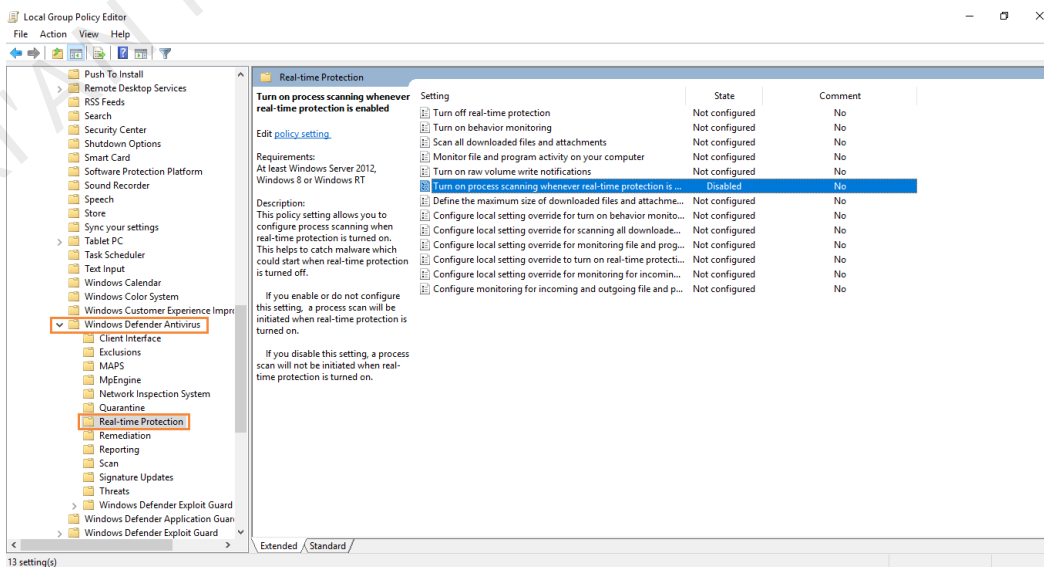 Local Group Policy Editor
File Action View Help
Push To Install
Remote Desktop Services
RSS Feeds
Search
Security Center
Shutdown Options
Smart Card
Software Protection Platform
Sound Recorder
Speech
Store
Sync your settings
Tablet PC
Task Scheduler
Text Input
Windows Calendar
Windows Color System
Windows Customer Experience Impr
Windows Defender Antivirus
Client Interface
Exclusions
MAPS
MpEngine
Network Inspection System
Quarantine
Real-time Protection
Remediation
Reporting
Scan
Signature Updates
Threats
Windows Defender Exploit Guard
Windows Defender Application Guar
Windows Defender Exploit Guard
Real-time Protection
Turn on process scanning whenever
real-time protection is enabled
Edit policy setting
Requirements:
At least Windows Server 2012,
Windows 8 or Windows RT
Description:
This policy setting allows you to
configure process scanning when
real-time protection is turned on.
This helps to catch malware which
could start when real-time protection
is turned off.
If you enable or do not configure
this setting, a process scan will be
initiated when real-time protection is
turned on.
If you disable this setting, a process
scan will not be initiated when real-
time protection is turned on.
Setting State Comment
Turn off real-time protection Not configured No
Turn on behavior monitoring Not configured No
Scan all downloaded files and attachments Not configured No
Monitor file and program activity on your computer Not configured No
Turn on raw volume write notifications Not configured No
Turn on process scanning whenever real-time protection is ... Disabled No
Define the maximum size of downloaded files and attachme... Not configured No
Configure local setting override for turn on behavior monito... Not configured No
Configure local setting override for scanning all downloade... Not configured No
Configure local setting override for monitoring file and prog... Not configured No
Configure local setting override to turn on real-time protecti... Not configured No
Configure local setting override for monitoring for incomin... Not configured No
Configure monitoring for incoming and outgoing file and p... Not configured No
Extended Standard
13 setting(s)